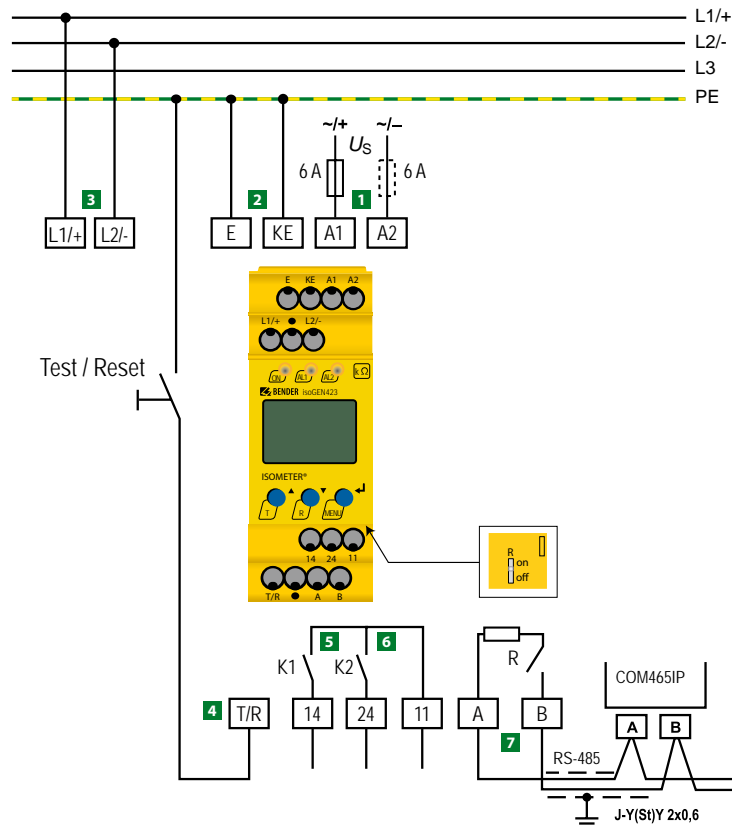 L1/+
L2/-
L3
PE
~/+
~/–
US
6 A
6 A
3
2
1
L1/+
L2/-
E
KE
A1
A2
E KE A1 A2
L1/+ L2/-
ON AL1 AL2 kΩ
BENDER isoGEN423
Test / Reset
ISOMETER®
T R MENU
14 24 11
T/R A B
R
on
off
5
6
K1
K2
R
COM465IP
4
T/R
14
24
11
A
B
A
B
7
RS-485
J-Y(St)Y 2x0,6